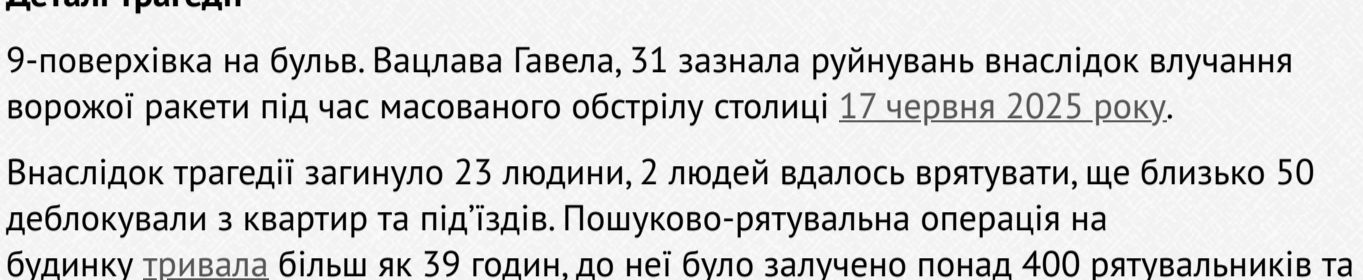 Деталі трагедії
9-поверхівка на бульв. Вацлава Гавела, 31 зазнала руйнувань внаслідок влучання
ворожої ракети під час масованого обстрілу столиці 17 червня 2025 року.
Внаслідок трагедії загинуло 23 людини, 2 людей вдалось врятувати, ще близько 50
деблокували з квартир та під’їздів. Пошуково-рятувальна операція на
будинку тривала більш як 39 годин, до неї було залучено понад 400 рятувальників та